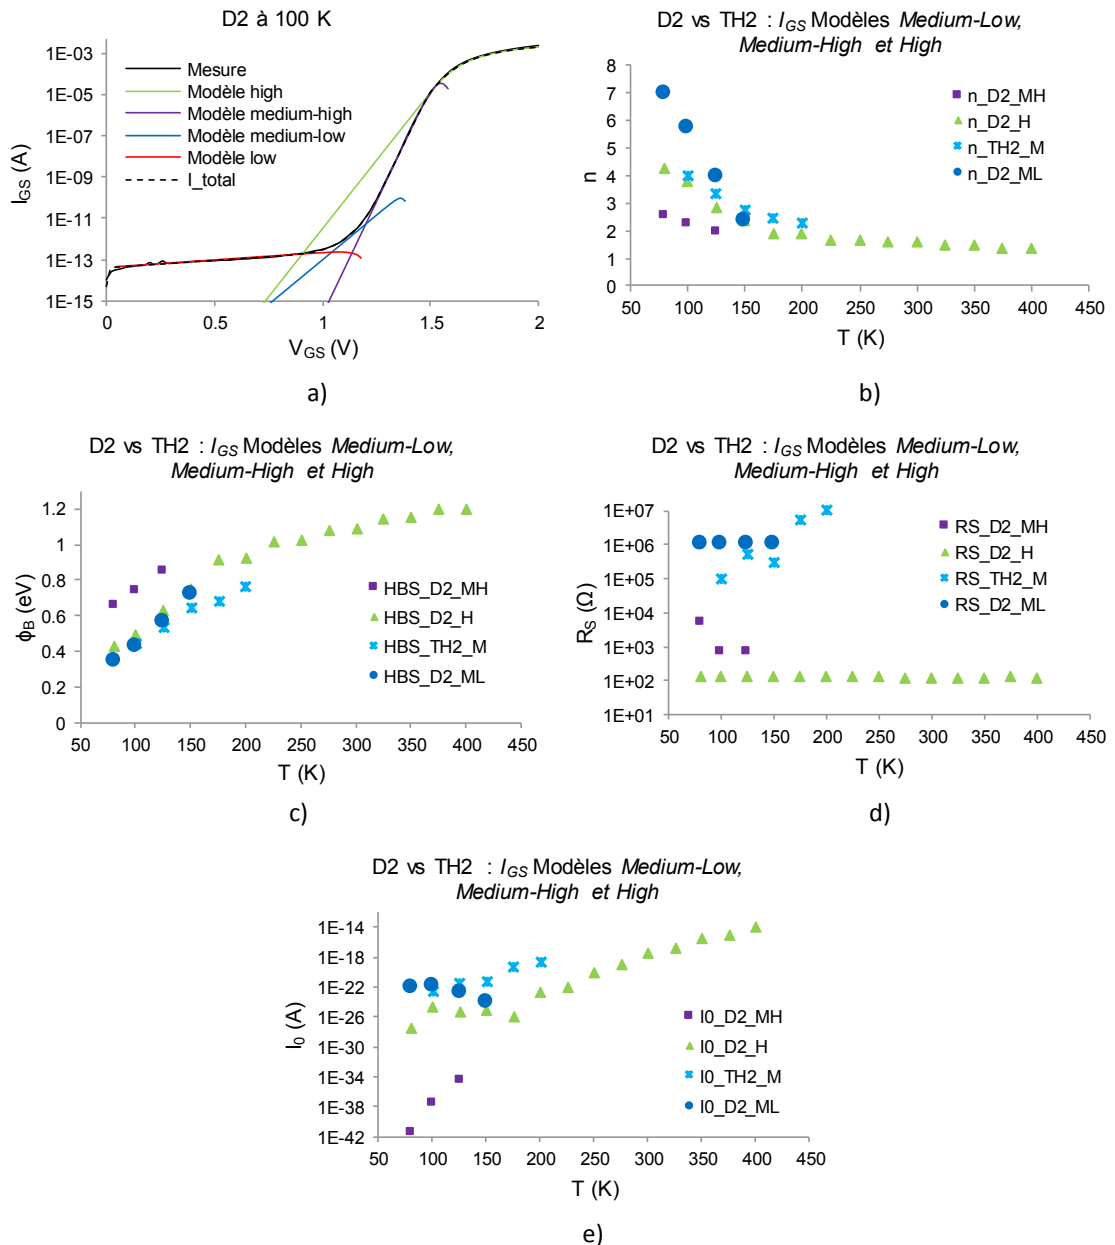 D2 à 100 K
1E-03
1E-05
1E-07
1E-09
1E-11
1E-13
1E-15
I_GS (A)
Mesure
Modèle high
Modèle medium-high
Modèle medium-low
Modèle low
I_total
0
0.5
1
1.5
2
V_GS (V)
a)
D2 vs TH2 : I_GS Modèles Medium-Low,
Medium-High et High
8
7
6
5
4
3
2
1
0
n
n_D2_MH
n_D2_H
n_TH2_M
n_D2_ML
50 100 150 200 250 300 350 400 450
T (K)
b)
D2 vs TH2 : I_GS Modèles Medium-Low,
Medium-High et High
1.2
1
0.8
0.6
0.4
0.2
0
ϕ_B (eV)
HBS_D2_MH
HBS_D2_H
HBS_TH2_M
HBS_D2_ML
50 100 150 200 250 300 350 400 450
T (K)
c)
D2 vs TH2 : I_GS Modèles Medium-Low,
Medium-High et High
1E+07
1E+06
1E+05
1E+04
1E+03
1E+02
1E+01
R_S (Ω)
RS_D2_MH
RS_D2_H
RS_TH2_M
RS_D2_ML
50 100 150 200 250 300 350 400 450
T (K)
d)
D2 vs TH2 : I_GS Modèles Medium-Low,
Medium-High et High
1E-14
1E-18
1E-22
1E-26
1E-30
1E-34
1E-38
1E-42
I_0 (A)
I0_D2_MH
I0_D2_H
I0_TH2_M
I0_D2_ML
50 100 150 200 250 300 350 400 450
T (K)
e)